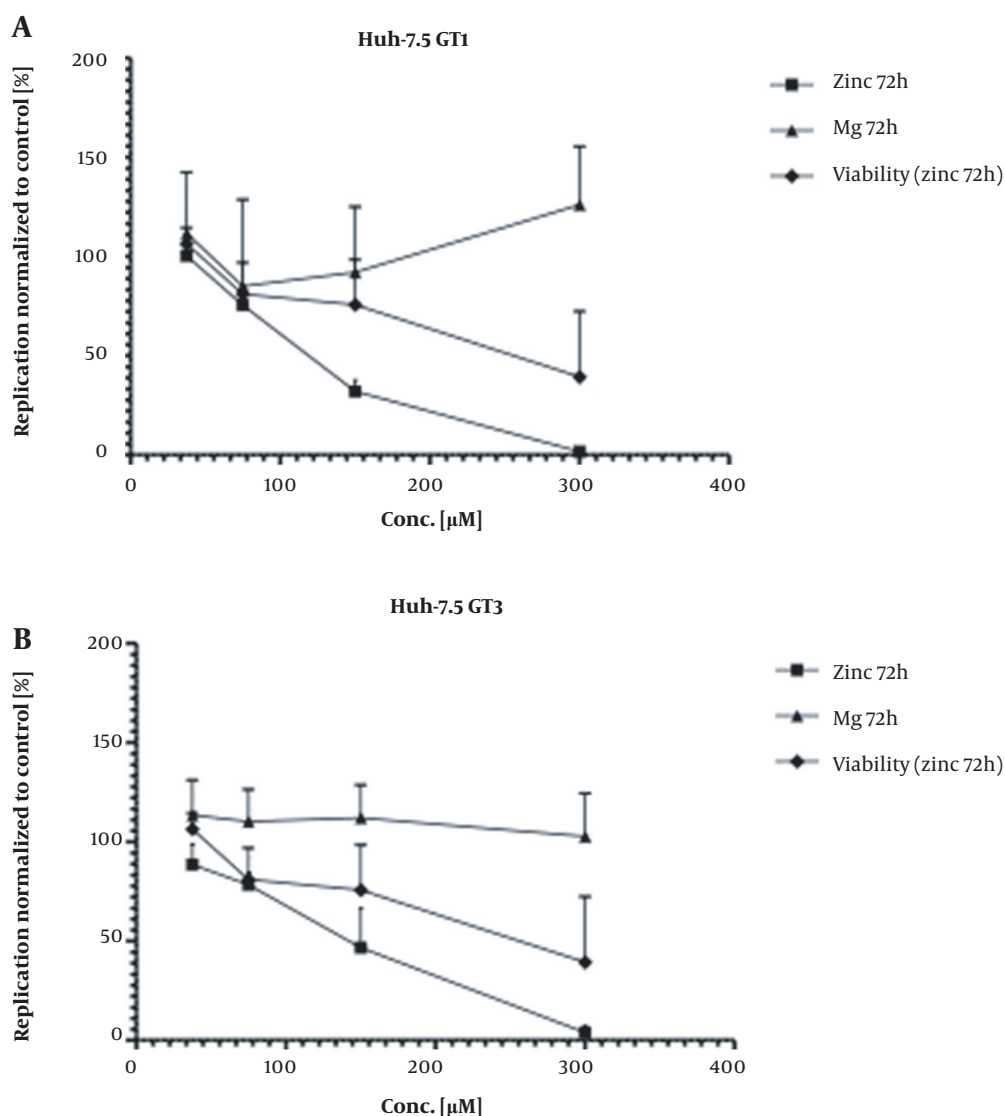 A
Huh-7.5 GT1
Replication normalized to control [%]
200
150
100
50
0
0 100 200 300 400
Conc. [µM]
Zinc 72h
Mg 72h
Viability (zinc 72h)
B
Huh-7.5 GT3
Replication normalized to control [%]
200
150
100
50
0
0 100 200 300 400
Conc. [µM]
Zinc 72h
Mg 72h
Viability (zinc 72h)